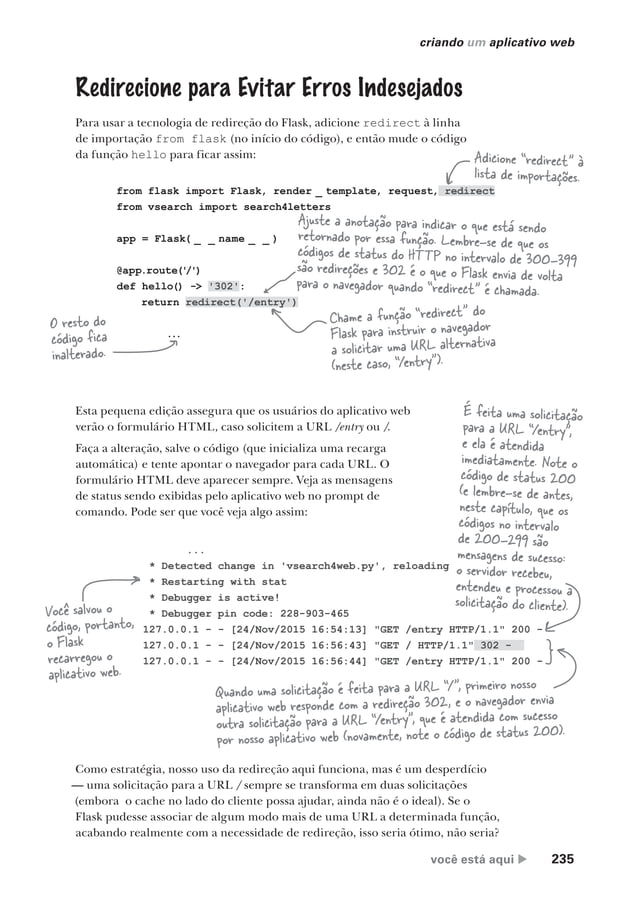 criando um aplicativo web
Redirecione para Evitar Erros Indesejados
Para usar a tecnologia de redireção do Flask, adicione redirect à linha
de importação from flask (no início do código), e então mude o código
da função hello para ficar assim:
Adicione “redirect” à
lista de importações.
from flask import Flask, render _ template, request, redirect
from vsearch import search4letters
app = Flask( _ _ name _ _ )
@app.route('/')
def hello() -> '302':
return redirect('/entry')
...
Ajuste a anotação para indicar o que está sendo
retornado por essa função. Lembre-se de que os
códigos de status do HTTP no intervalo de 300-399
são redireções e 302 é o que o Flask envia de volta
para o navegador quando “redirect” é chamada.
Chame a função “redirect” do
Flask para instruir o navegador
a solicitar uma URL alternativa
(neste caso, “/entry”).
O resto do
código fica
inalterado.
Esta pequena edição assegura que os usuários do aplicativo web
verão o formulário HTML, caso solicitem a URL /entry ou /.
Faça a alteração, salve o código (que inicializa uma recarga
automática) e tente apontar o navegador para cada URL. O
formulário HTML deve aparecer sempre. Veja as mensagens
de status sendo exibidas pelo aplicativo web no prompt de
comando. Pode ser que você veja algo assim:
É feita uma solicitação
para a URL “/entry”,
e ela é atendida
imediatamente. Note o
código de status 200
(e lembre-se de antes,
neste capítulo, que os
códigos no intervalo
de 200-299 são
mensagens de sucesso:
o servidor recebeu,
entendeu e processou a
solicitação do cliente).
...
* Detected change in 'vsearch4web.py', reloading
* Restarting with stat
* Debugger is active!
* Debugger pin code: 228-903-465
127.0.0.1 - - [24/Nov/2015 16:54:13] "GET /entry HTTP/1.1" 200 -
127.0.0.1 - - [24/Nov/2015 16:56:43] "GET / HTTP/1.1" 302 -
127.0.0.1 - - [24/Nov/2015 16:56:44] "GET /entry HTTP/1.1" 200 -
Você salvou o
código, portanto,
o Flask
recarregou o
aplicativo web.
Quando uma solicitação é feita para a URL “/”, primeiro nosso
aplicativo web responde com a redireção 302, e o navegador envia
outra solicitação para a URL “/entry”, que é atendida com sucesso
por nosso aplicativo web (novamente, note o código de status 200).
Como estratégia, nosso uso da redireção aqui funciona, mas é um desperdício
— uma solicitação para a URL / sempre se transforma em duas solicitações
(embora o cache no lado do cliente possa ajudar, ainda não é o ideal). Se o
Flask pudesse associar de algum modo mais de uma URL a determinada função,
acabando realmente com a necessidade de redireção, isso seria ótimo, não seria?
você está aqui ▶ 235